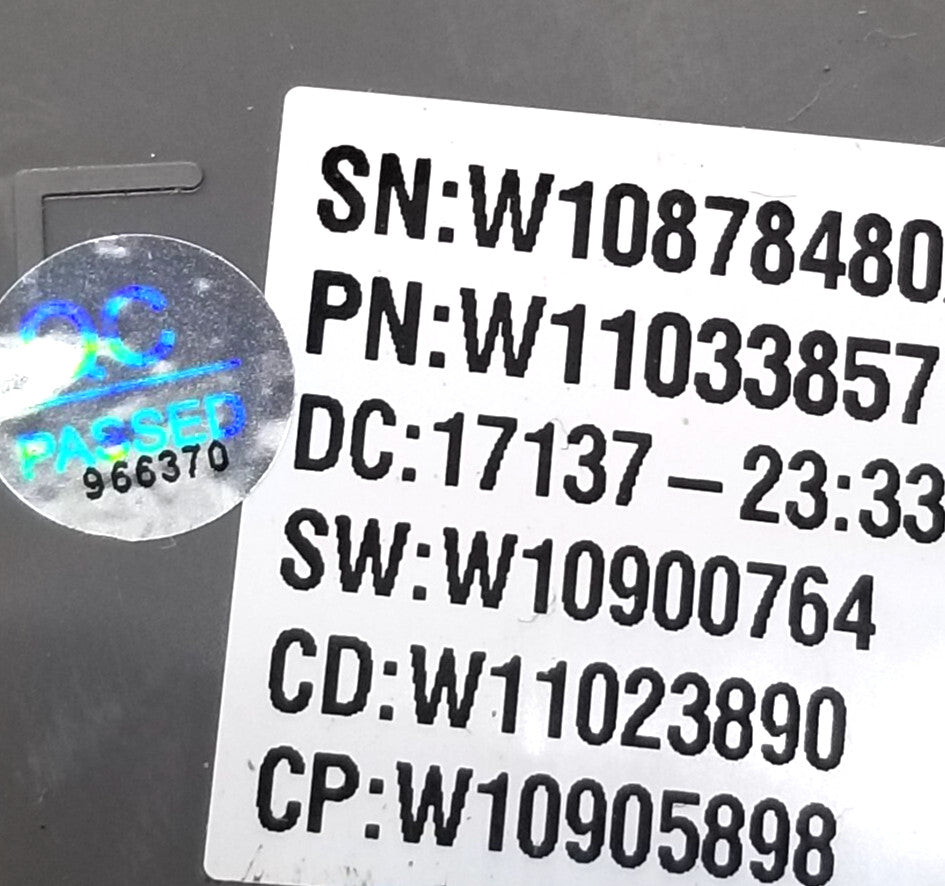 SN:W10878480
PN:W11033857
DC:17137-23:33
SW:W10900764
CD:W11023890
CP:W10905898
QC
PASSED
966370